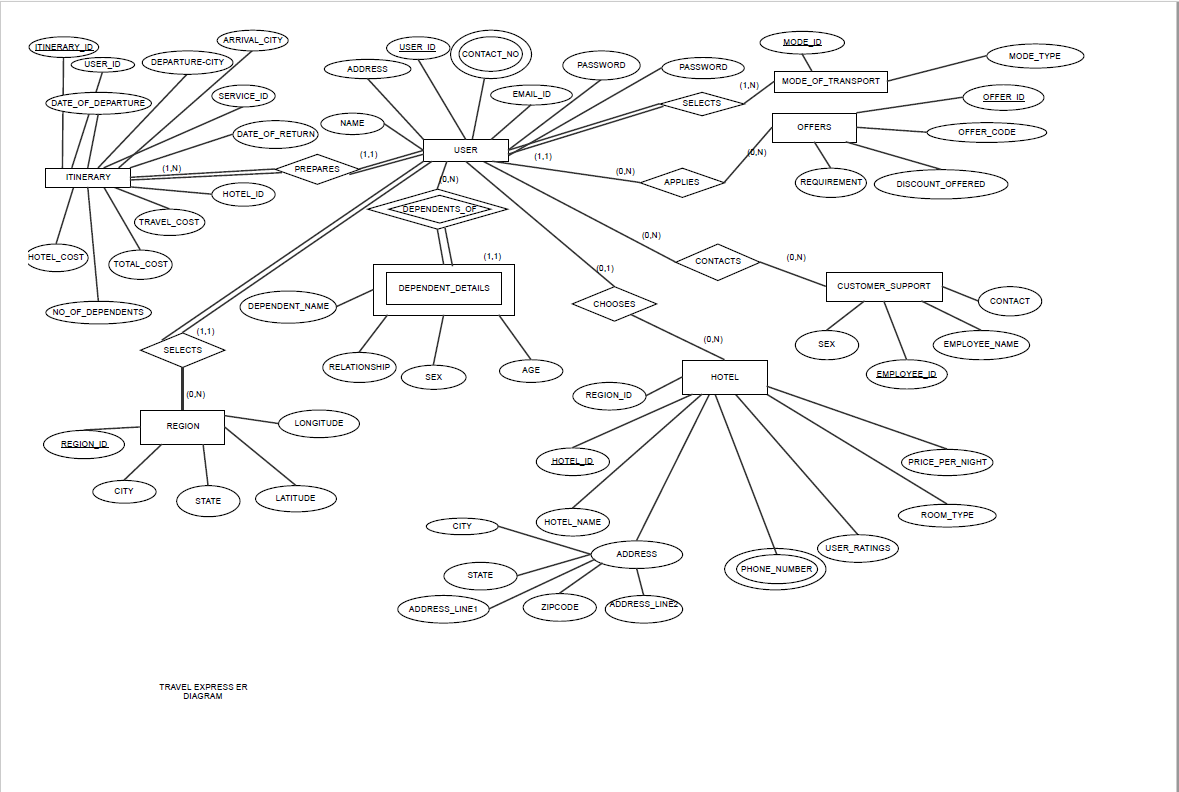 ITINERARY_ID
USER_ID
DATE_OF_DEPARTURE
DEPARTURE-CITY
ARRIVAL_CITY
SERVICE_ID
DATE_OF_RETURN
ITINERARY
(1,N)
PREPARES
(1,1)
HOTEL_ID
TRAVEL_COST
TOTAL_COST
HOTEL_COST
NO_OF_DEPENDENTS
ADDRESS
USER_ID
CONTACT_NO
NAME
EMAIL_ID
PASSWORD
PASSWORD
USER
(1,1)
SELECTS
(1,N)
MODE_ID
MODE_OF_TRANSPORT
MODE_TYPE
OFFERS
OFFER_ID
OFFER_CODE
REQUIREMENT
DISCOUNT_OFFERED
(0,N)
APPLIES
(0,N)
(0,N)
DEPENDENTS_OF
(1,1)
DEPENDENT_DETAILS
DEPENDENT_NAME
RELATIONSHIP
SEX
AGE
(0,N)
CONTACTS
(0,N)
CUSTOMER_SUPPORT
CONTACT
SEX
EMPLOYEE_NAME
EMPLOYEE_ID
(0,1)
CHOOSES
(0,N)
HOTEL
REGION_ID
HOTEL_ID
HOTEL_NAME
ADDRESS
CITY
STATE
ADDRESS_LINE1
ZIPCODE
ADDRESS_LINE2
PHONE_NUMBER
USER_RATINGS
ROOM_TYPE
PRICE_PER_NIGHT
(1,1)
SELECTS
(0,N)
REGION
LONGITUDE
REGION_ID
CITY
STATE
LATITUDE
TRAVEL EXPRESS ER
DIAGRAM